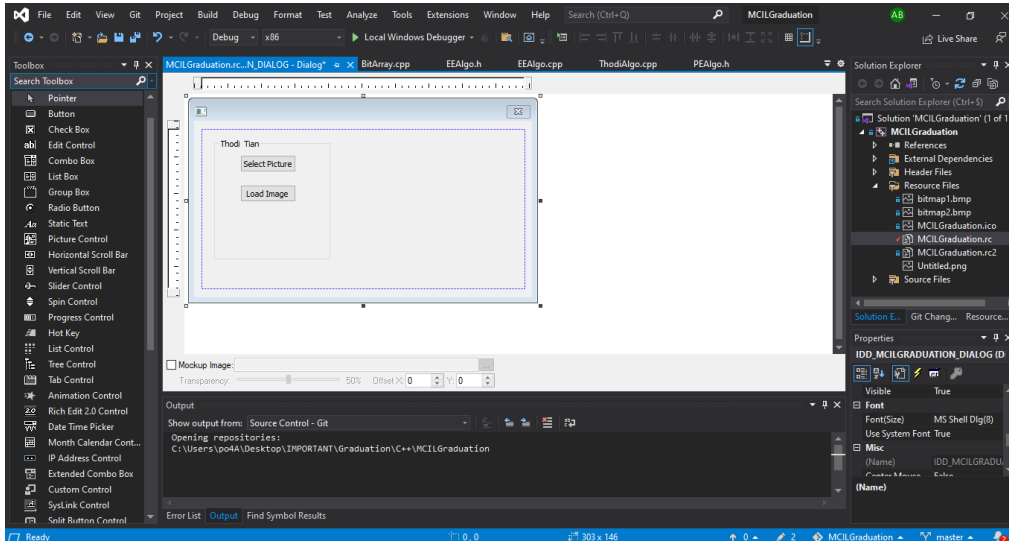 File Edit View Git Project Build Debug Format Test Analyze Tools Extensions Window Help Search (Ctrl+Q) MCILGraduation AB
Debug x86 Local Windows Debugger Live Share
Toolbox
Search Toolbox
Pointer
Button
Check Box
Edit Control
Combo Box
List Box
Group Box
Radio Button
Static Text
Picture Control
Horizontal Scroll Bar
Vertical Scroll Bar
Slider Control
Spin Control
Progress Control
Hot Key
List Control
Tree Control
Tab Control
Animation Control
Rich Edit 2.0 Control
Date Time Picker
Month Calendar Cont...
IP Address Control
Extended Combo Box
Custom Control
SysLink Control
Split Button Control
MCILGraduation.rc...N_DIALOG - Dialog* BitArray.cpp EEAlgo.h EEAlgo.cpp ThodiAlgo.cpp PEAlgo.h
Thodi Tian
Select Picture
Load Image
Mockup Image: ...
Transparency: 50% Offset X: 0 Y: 0
Output
Show output from: Source Control - Git
Opening repositories:
C:\Users\po4A\Desktop\IMPORTANT\Graduation\C++\MCILGraduation
Error List Output Find Symbol Results
Solution Explorer
Search Solution Explorer (Ctrl+$)
Solution 'MCILGraduation' (1 of 1
MCILGraduation
References
External Dependencies
Header Files
Resource Files
bitmap1.bmp
bitmap2.bmp
MCILGraduation.ico
MCILGraduation.rc
MCILGraduation.rc2
Untitled.png
Source Files
Solution E... Git Chang... Resource...
Properties
IDD_MCILGRADUATION_DIALOG (D
Visible True
Font
Font(Size) MS Shell Dlg(8)
Use System Font True
Misc
(Name) IDD_MCILGRADU
Center Mouse False
(Name)
Ready 0, 0 303 x 146 0 2 MCILGraduation master 2